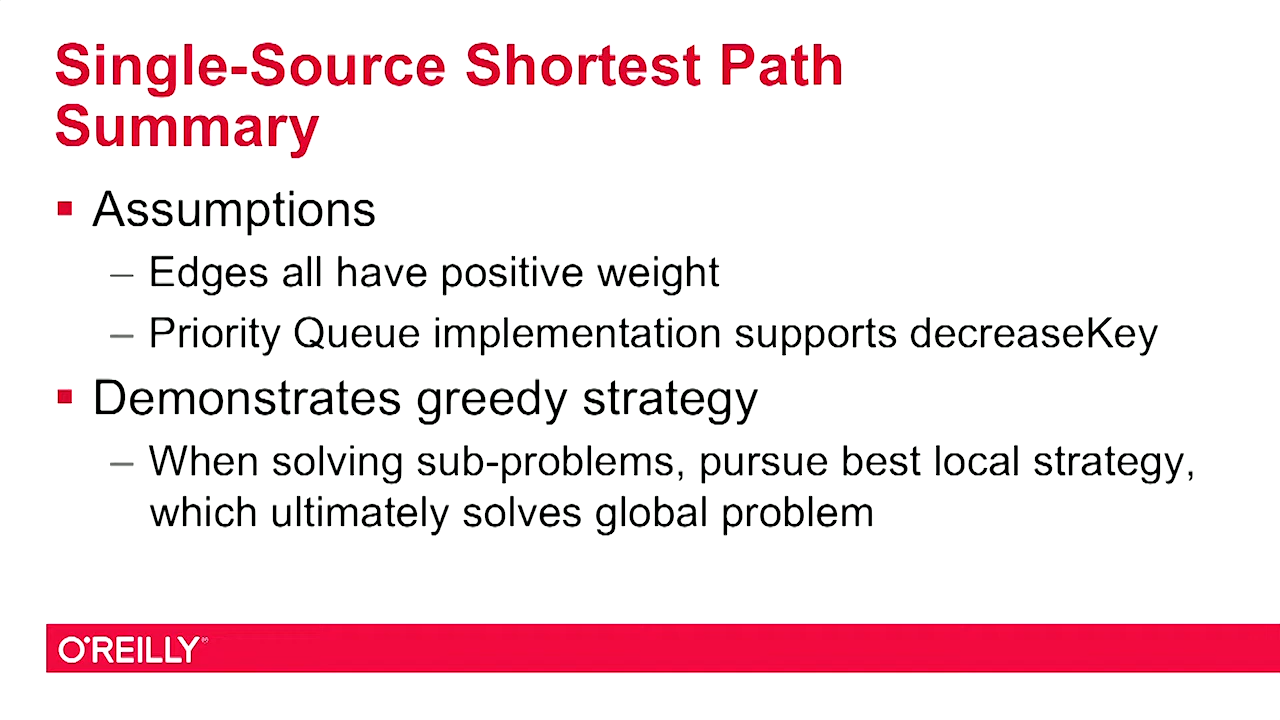 Single-Source Shortest Path
Summary
▪ Assumptions
– Edges all have positive weight
– Priority Queue implementation supports decreaseKey
▪ Demonstrates greedy strategy
– When solving sub-problems, pursue best local strategy,
which ultimately solves global problem
O'REILLY®